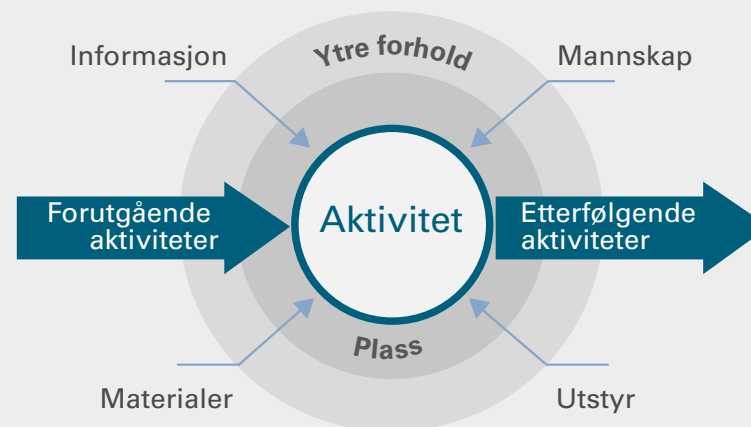 Ytre forhold
Informasjon
Mannskap
Forutgående
aktiviteter
Aktivitet
Etterfølgende
aktiviteter
Plass
Materialer
Utstyr